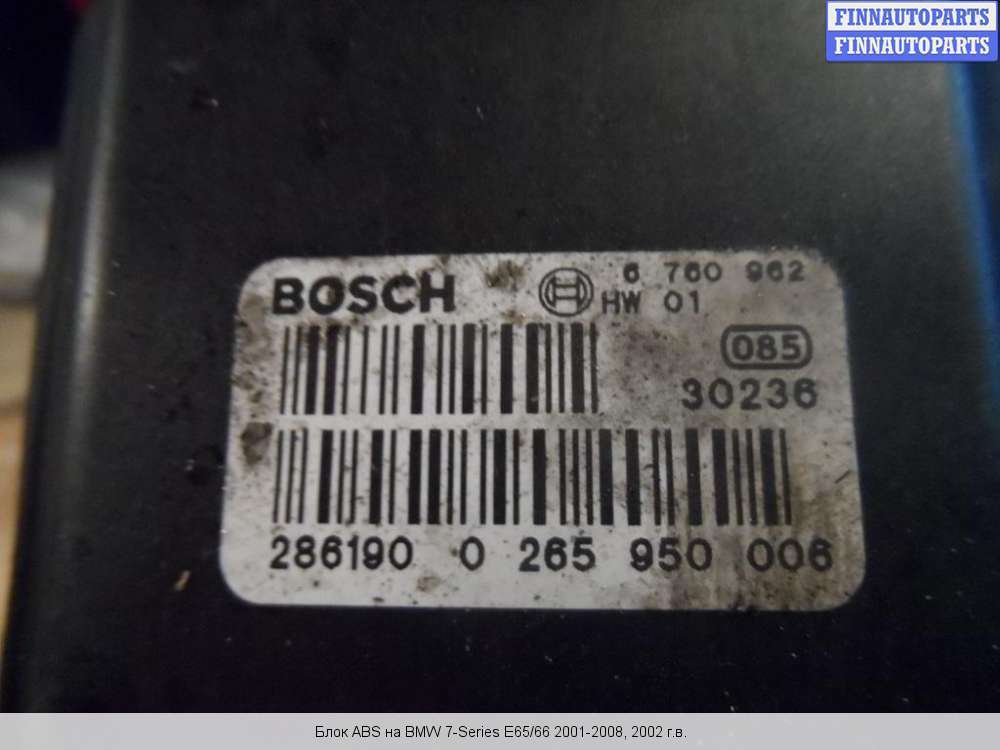 FINNAUTOPARTS
FINNAUTOPARTS
BOSCH 6 760 962
HW 01
085
30236
286190 0 265 950 006
Блок ABS на BMW 7-Series E65/66 2001-2008, 2002 г.в.